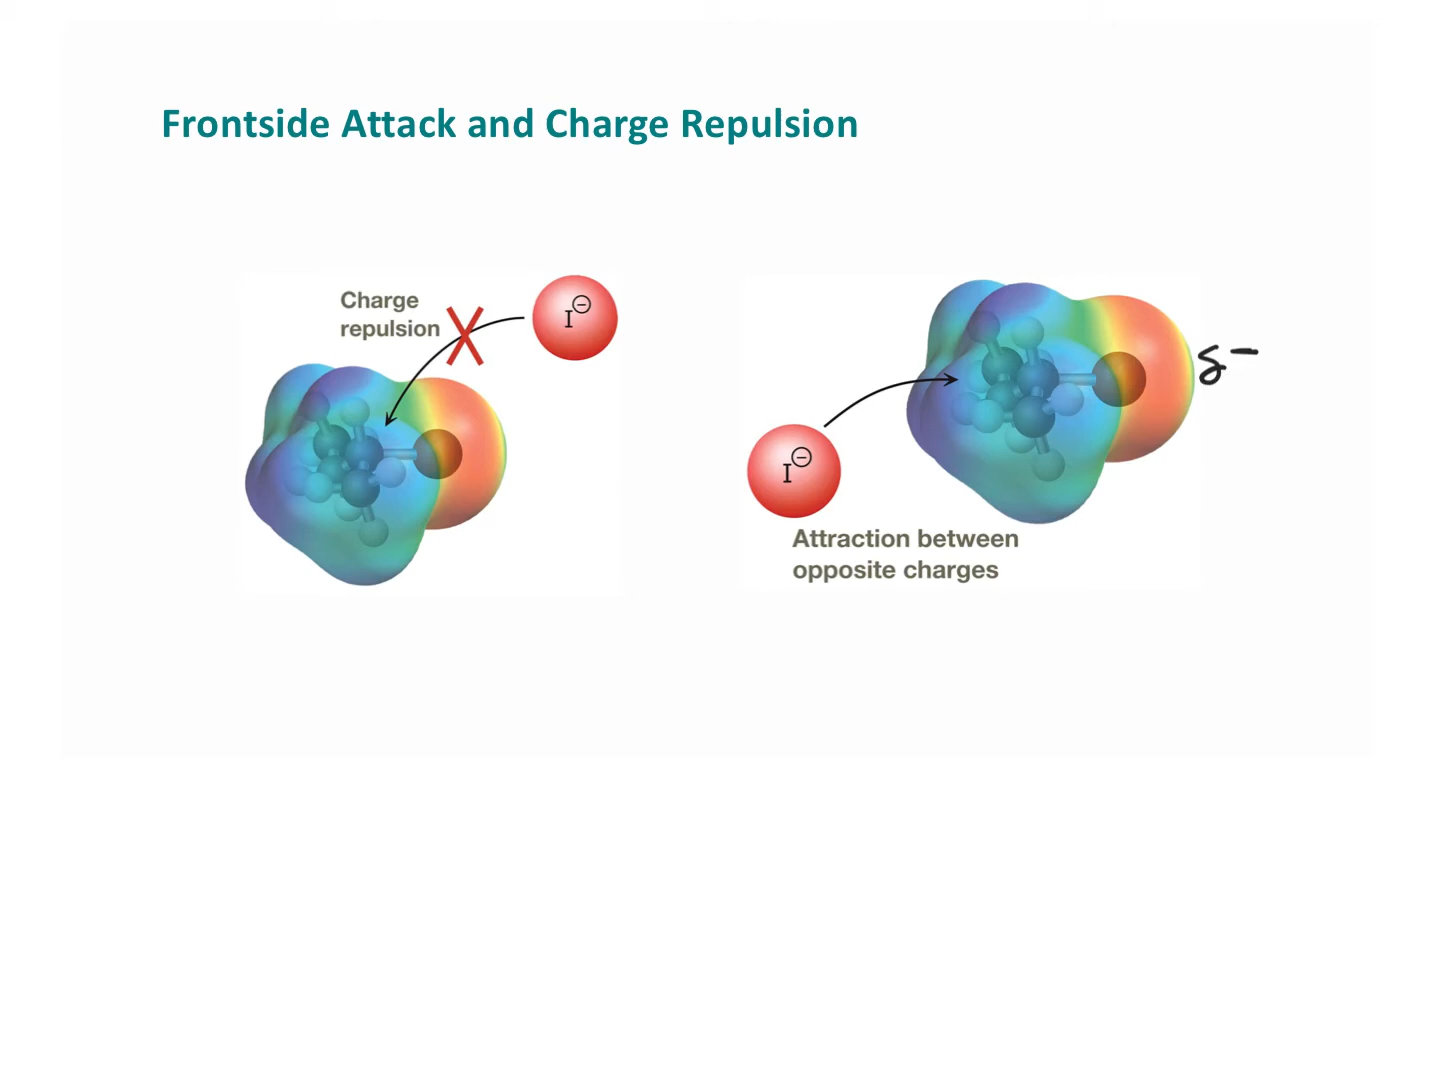 Frontside Attack and Charge Repulsion
Charge
repulsion
I⊖
δ−
I⊖
Attraction between
opposite charges